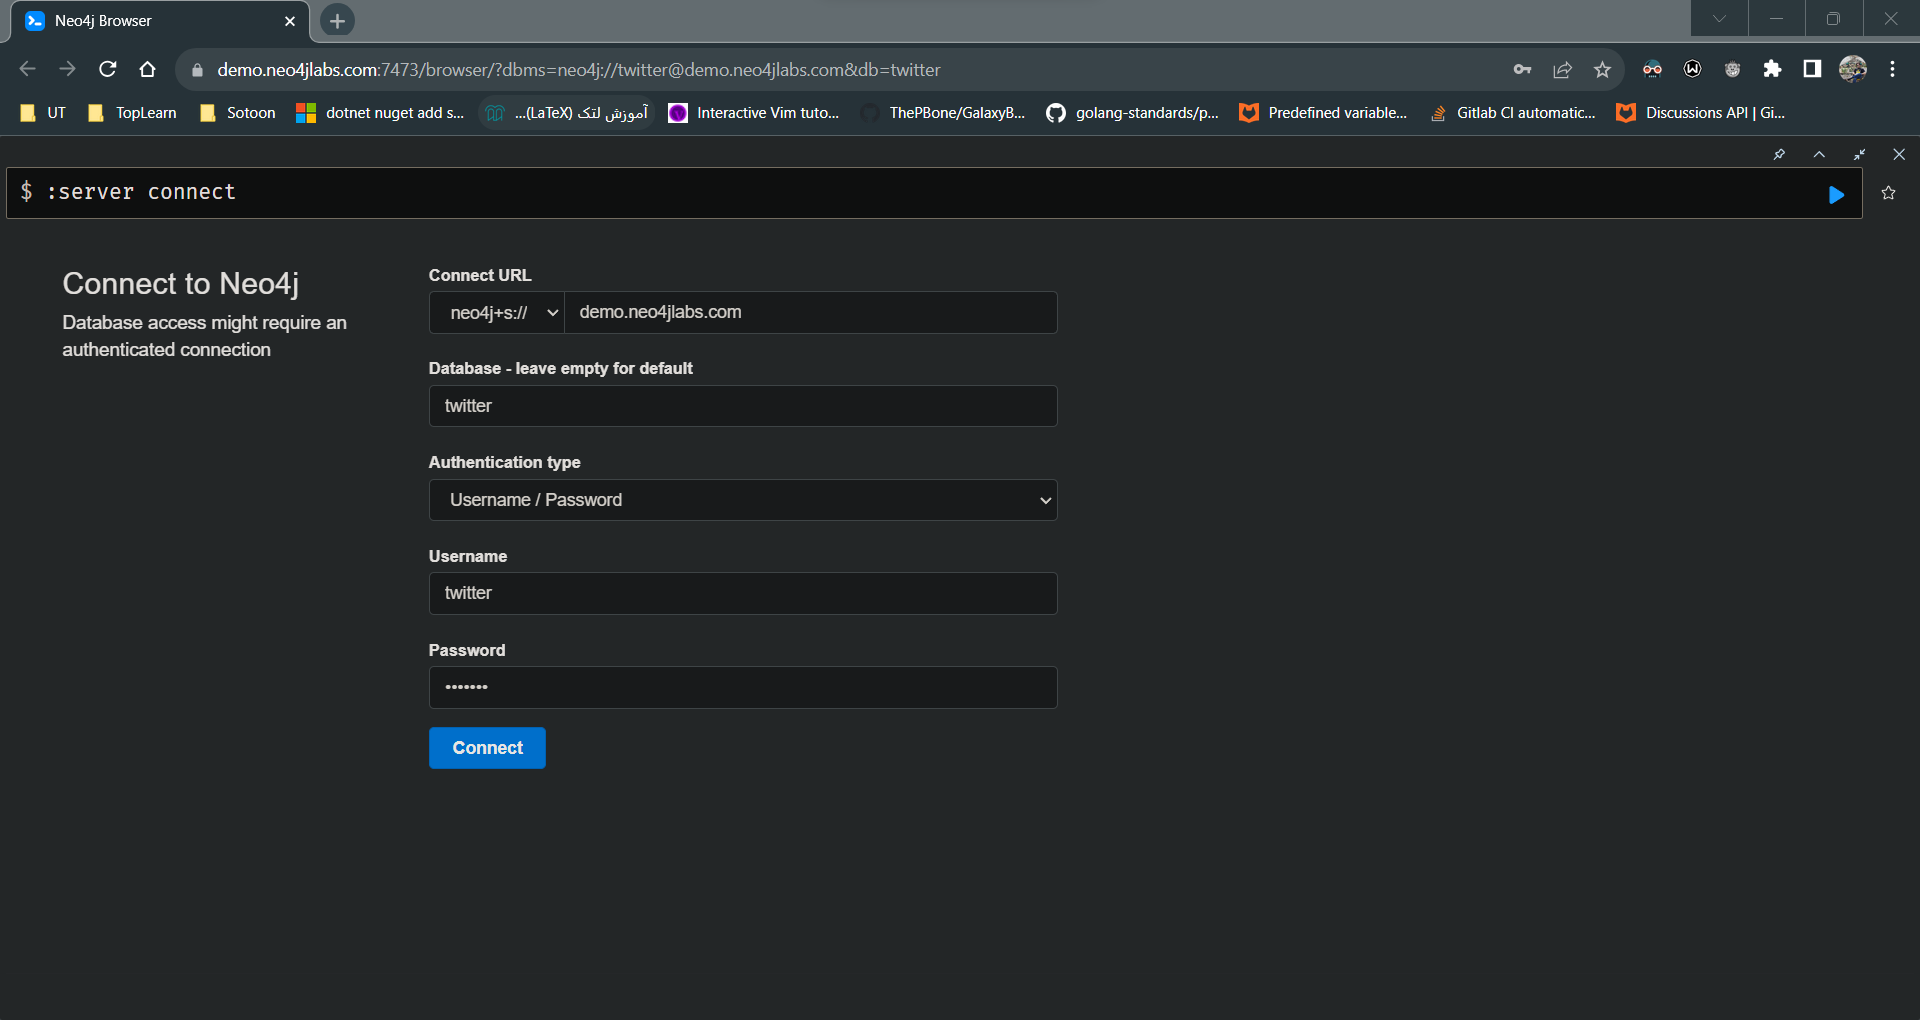 Neo4j Browser
demo.neo4jlabs.com:7473/browser/?dbms=neo4j://twitter@demo.neo4jlabs.com&db=twitter
UT TopLearn Sotoon dotnet nuget add s... آموزش لتک (LaTeX)... Interactive Vim tuto... ThePBone/GalaxyB... golang-standards/p... Predefined variable... Gitlab CI automatic... Discussions API | Gi...
$ :server connect
Connect to Neo4j
Database access might require an
authenticated connection
Connect URL
neo4j+s:// demo.neo4jlabs.com
Database - leave empty for default
twitter
Authentication type
Username / Password
Username
twitter
Password
•••••••
Connect